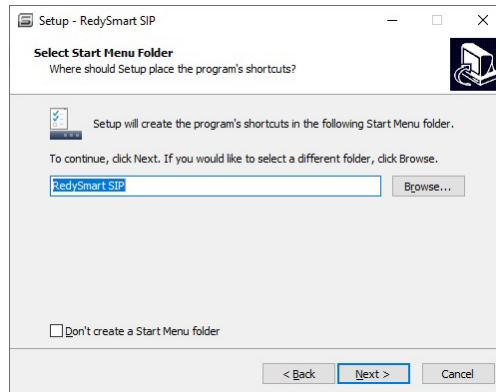 Setup - RedySmart SIP
Select Start Menu Folder
Where should Setup place the program's shortcuts?
Setup will create the program's shortcuts in the following Start Menu folder.
To continue, click Next. If you would like to select a different folder, click Browse.
RedySmart SIP
Browse...
Don't create a Start Menu folder
< Back
Next >
Cancel